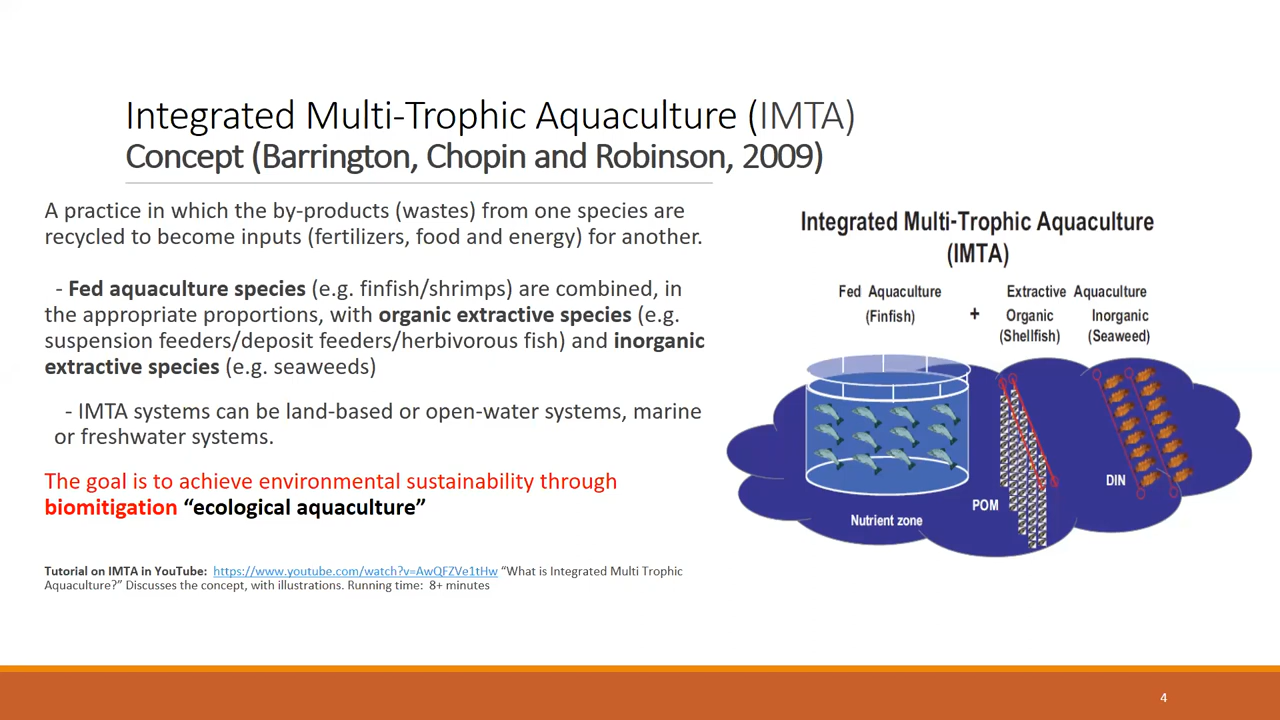 Integrated Multi-Trophic Aquaculture (IMTA)
Concept (Barrington, Chopin and Robinson, 2009)
A practice in which the by-products (wastes) from one species are
recycled to become inputs (fertilizers, food and energy) for another.
- Fed aquaculture species (e.g. finfish/shrimps) are combined, in
the appropriate proportions, with organic extractive species (e.g.
suspension feeders/deposit feeders/herbivorous fish) and inorganic
extractive species (e.g. seaweeds)
- IMTA systems can be land-based or open-water systems, marine
or freshwater systems.
The goal is to achieve environmental sustainability through
biomitigation “ecological aquaculture”
Tutorial on IMTA in YouTube: https://www.youtube.com/watch?v=AwQFZVe1tHw “What is Integrated Multi Trophic
Aquaculture?” Discusses the concept, with illustrations. Running time: 8+ minutes
Integrated Multi-Trophic Aquaculture
(IMTA)
Fed Aquaculture
(Finfish)
+
Extractive Aquaculture
Organic Inorganic
(Shellfish) (Seaweed)
Nutrient zone
POM
DIN
4